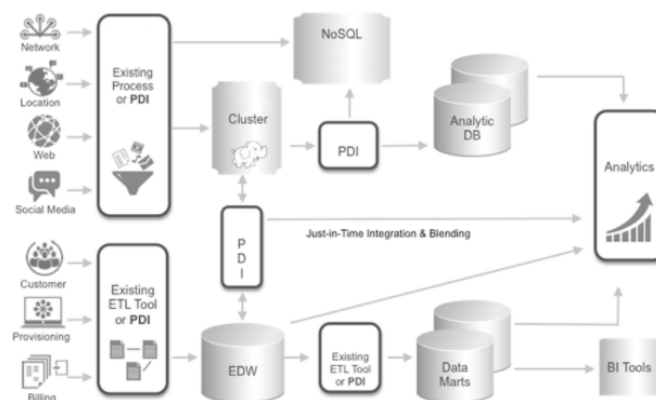 Network
Location
Web
Social Media
Existing
Process
or PDI
NoSQL
Cluster
PDI
Analytic
DB
Analytics
P
D
I
Just-in-Time Integration & Blending
Customer
Provisioning
Billing
Existing
ETL Tool
or PDI
EDW
Existing
ETL Tool
or PDI
Data
Marts
BI Tools